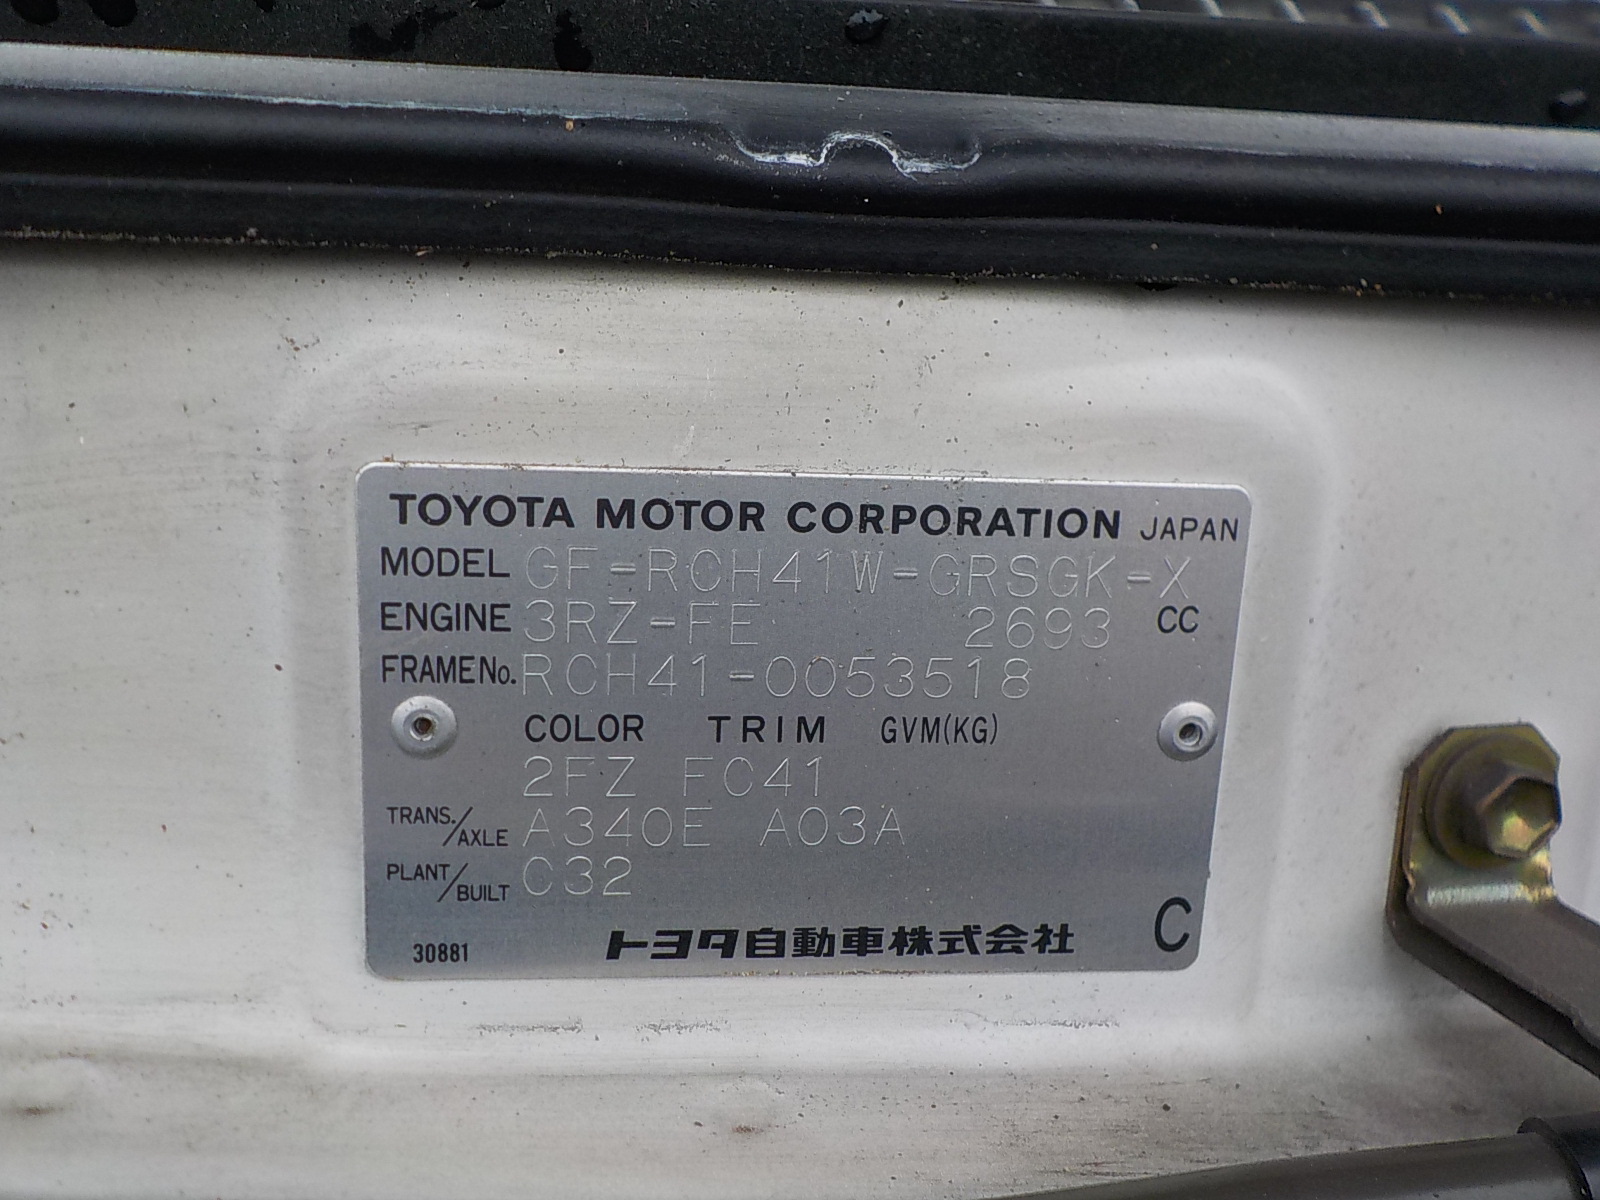 TOYOTA MOTOR CORPORATION JAPAN
MODEL GF-RCH41W-GRSGK-X
ENGINE 3RZ-FE 2693 CC
FRAME No. RCH41-0053518
COLOR TRIM GVM(KG)
2FZ FC41
TRANS./AXLE A340E A03A
PLANT/BUILT C32
30881 トヨタ自動車株式会社 C